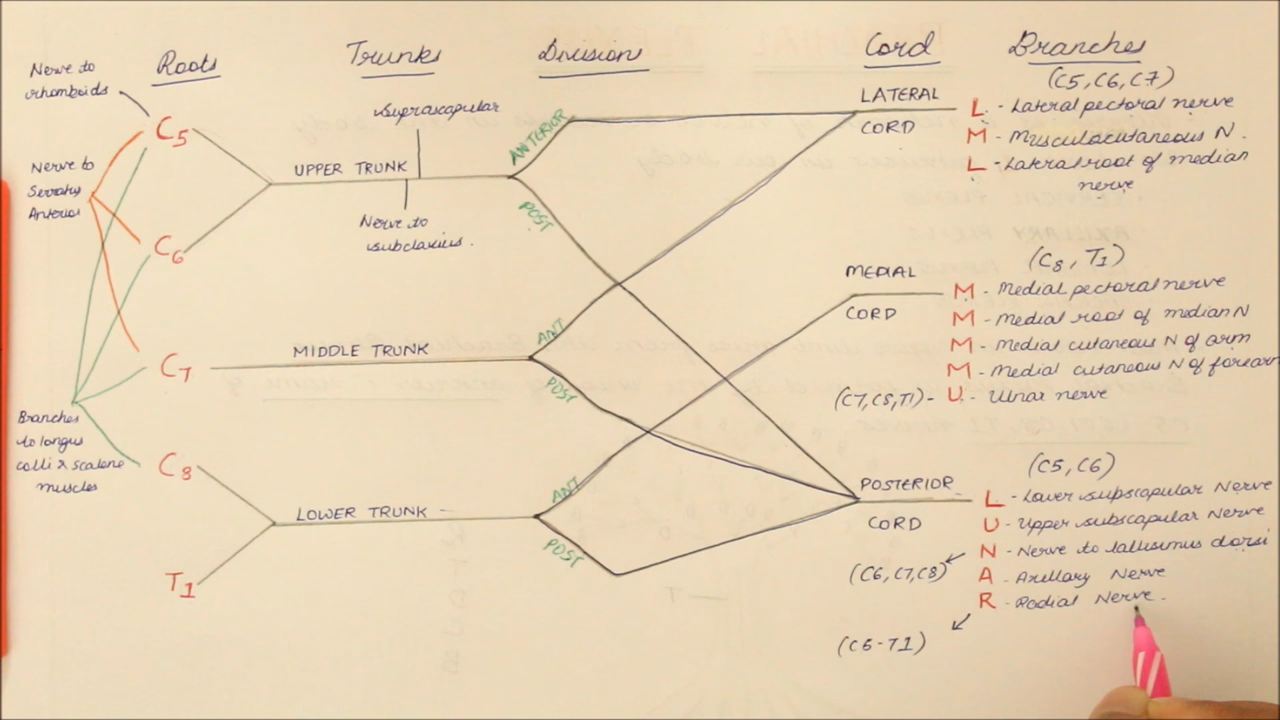 Roots
Trunks
Division
Cord
Branches
Nerve to
rhomboids
C5
Nerve to
Serratus
Anterior
C6
C7
Branches
to longus
colli & scalene
muscles
C8
T1
suprascapular
UPPER TRUNK
Nerve to
subclavius.
MIDDLE TRUNK
LOWER TRUNK
ANTERIOR
POST
ANT
POST
ANT
POST
LATERAL
CORD
(C5, C6, C7)
L - Lateral pectoral nerve
M - Musculocutaneous N.
L - Lateral root of median
nerve
MEDIAL
CORD
(C8, T1)
M - Medial pectoral nerve
M - Medial root of median N
M - Medial cutaneous N of arm
M - Medial cutaneous N of forearm
(C7, C8, T1) - U - Ulnar nerve
POSTERIOR
CORD
(C5, C6)
L - Lower subscapular Nerve
U - Upper subscapular Nerve
N - Nerve to lattisimus dorsi
(C6, C7, C8)
A - Axillary Nerve
R - Radial Nerve.
(C5-T1)